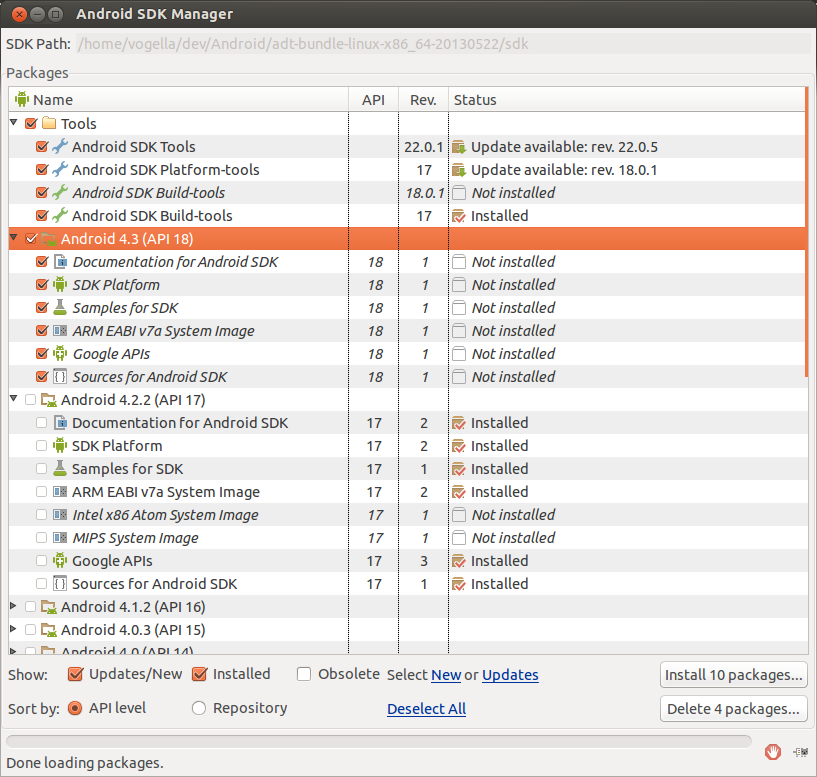 Android SDK Manager
SDK Path: /home/vogella/dev/Android/adt-bundle-linux-x86_64-20130522/sdk
Packages
Name API Rev. Status
Tools
Android SDK Tools 22.0.1 Update available: rev. 22.0.5
Android SDK Platform-tools 17 Update available: rev. 18.0.1
Android SDK Build-tools 18.0.1 Not installed
Android SDK Build-tools 17 Installed
Android 4.3 (API 18)
Documentation for Android SDK 18 1 Not installed
SDK Platform 18 1 Not installed
Samples for SDK 18 1 Not installed
ARM EABI v7a System Image 18 1 Not installed
Google APIs 18 1 Not installed
Sources for Android SDK 18 1 Not installed
Android 4.2.2 (API 17)
Documentation for Android SDK 17 2 Installed
SDK Platform 17 2 Installed
Samples for SDK 17 1 Installed
ARM EABI v7a System Image 17 2 Installed
Intel x86 Atom System Image 17 1 Not installed
MIPS System Image 17 1 Not installed
Google APIs 17 3 Installed
Sources for Android SDK 17 1 Installed
Android 4.1.2 (API 16)
Android 4.0.3 (API 15)
Android 4.0 (API 14)
Show: Updates/New Installed Obsolete Select New or Updates Install 10 packages...
Sort by: API level Repository Deselect All Delete 4 packages...
Done loading packages.